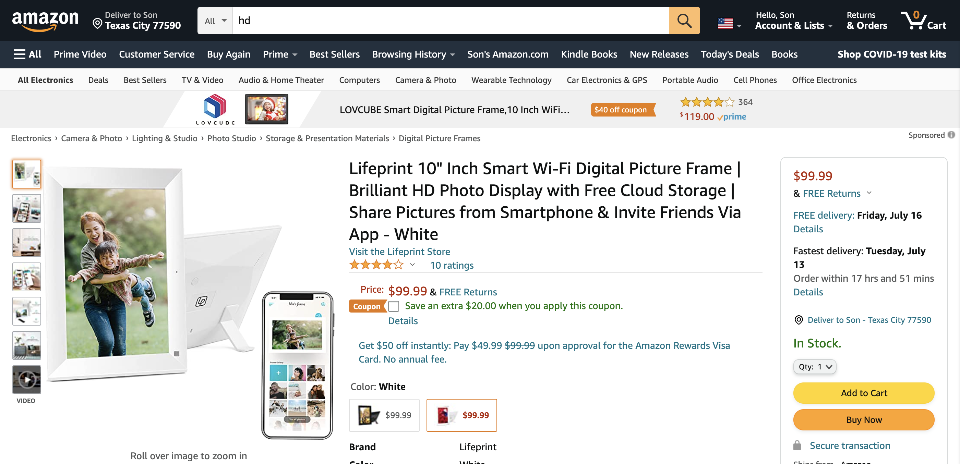 amazon
Deliver to Son
Texas City 77590
All
hd
Hello, Son
Account & Lists
Returns
& Orders
0
Cart
All
Prime Video
Customer Service
Buy Again
Prime
Best Sellers
Browsing History
Son's Amazon.com
Kindle Books
New Releases
Today's Deals
Books
Shop COVID-19 test kits
All Electronics
Deals
Best Sellers
TV & Video
Audio & Home Theater
Computers
Camera & Photo
Wearable Technology
Car Electronics & GPS
Portable Audio
Cell Phones
Office Electronics
LOVCUBE
LOVCUBE Smart Digital Picture Frame,10 Inch WiFi...
$40 off coupon
364
$119.00 prime
Sponsored
Electronics › Camera & Photo › Lighting & Studio › Photo Studio › Storage & Presentation Materials › Digital Picture Frames
Lifeprint 10" Inch Smart Wi-Fi Digital Picture Frame |
Brilliant HD Photo Display with Free Cloud Storage |
Share Pictures from Smartphone & Invite Friends Via
App - White
Visit the Lifeprint Store
10 ratings
Price: $99.99 & FREE Returns
Coupon Save an extra $20.00 when you apply this coupon.
Details
Get $50 off instantly: Pay $49.99 $99.99 upon approval for the Amazon Rewards Visa
Card. No annual fee.
Color: White
$99.99
$99.99
Brand Lifeprint
Color White
VIDEO
Roll over image to zoom in
$99.99
& FREE Returns
FREE delivery: Friday, July 16
Details
Fastest delivery: Tuesday, July
13
Order within 17 hrs and 51 mins
Details
Deliver to Son - Texas City 77590
In Stock.
Qty: 1
Add to Cart
Buy Now
Secure transaction
Ships from Amazon